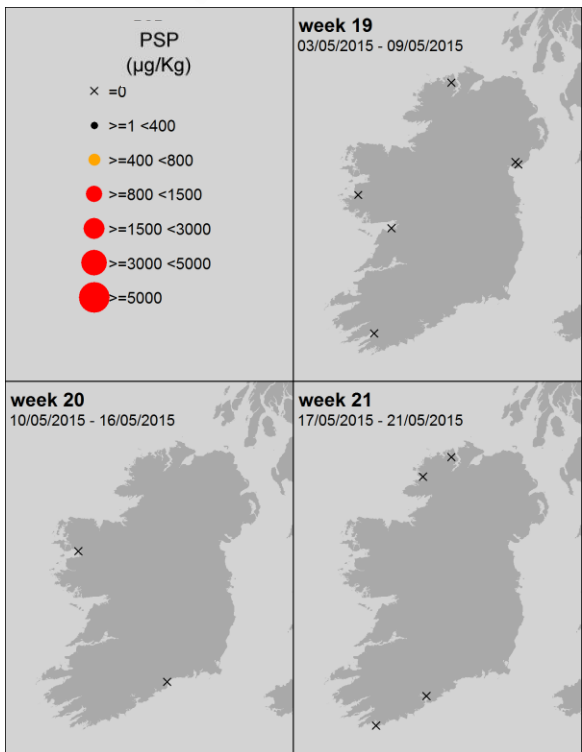 PSP
(µg/Kg)
=0
>=1 <400
>=400 <800
>=800 <1500
>=1500 <3000
>=3000 <5000
>=5000
week 19
03/05/2015 - 09/05/2015
week 20
10/05/2015 - 16/05/2015
week 21
17/05/2015 - 21/05/2015